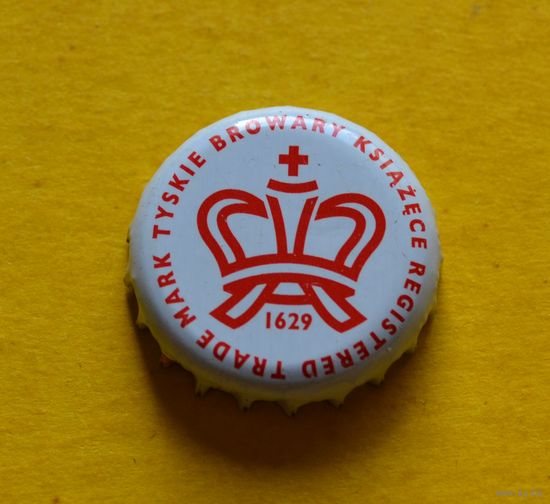 TYSKIE BROWARY KSIĄŻĘCE REGISTERED TRADE MARK
1629